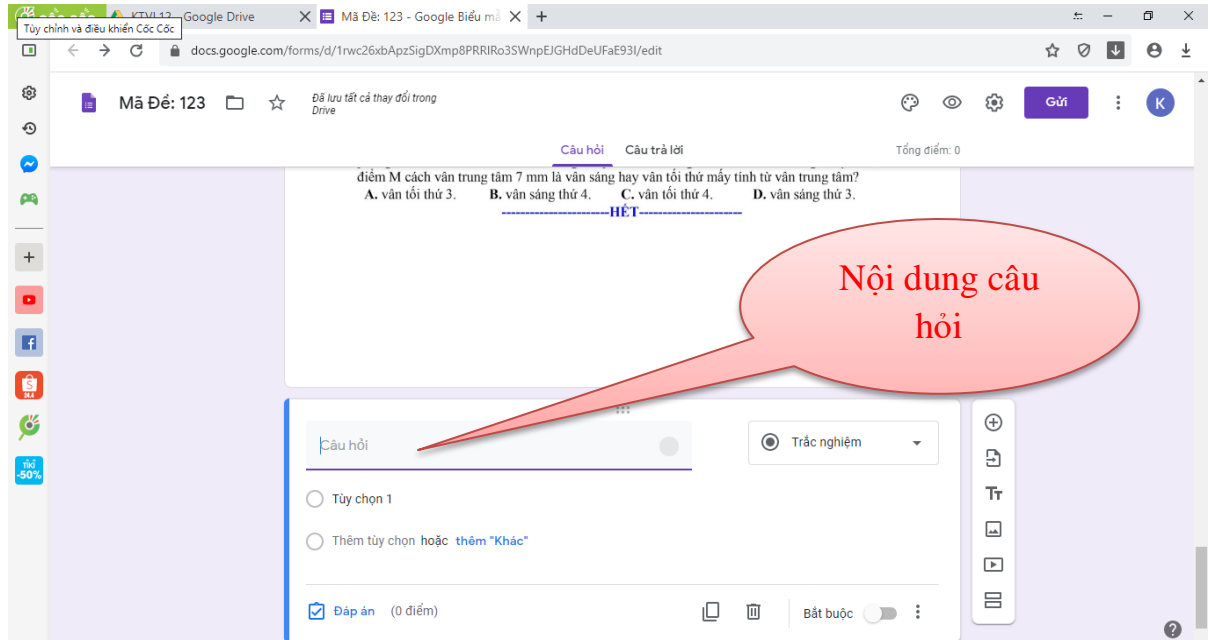 KTVL12 - Google Drive
Mã Đề: 123 - Google Biểu mẫ
Tùy chỉnh và điều khiển Cốc Cốc
docs.google.com/forms/d/1rwc26xbApzSigDXmp8PRRIRo3SWnpEJGHdDeUFaE93I/edit
Mã Đề: 123
Đã lưu tất cả thay đổi trong
Drive
Gửi
K
Câu hỏi
Câu trả lời
Tổng điểm: 0
điểm M cách vân trung tâm 7 mm là vân sáng hay vân tối thứ mấy tính từ vân trung tâm?
A. vân tối thứ 3. B. vân sáng thứ 4. C. vân tối thứ 4. D. vân sáng thứ 3.
-----------------------HẾT----------------------
Nội dung câu
hỏi
Câu hỏi
Trắc nghiệm
Tùy chọn 1
Thêm tùy chọn hoặc thêm "Khác"
Đáp án (0 điểm)
Bắt buộc
Tт
S
24.4
TIKI
-50%